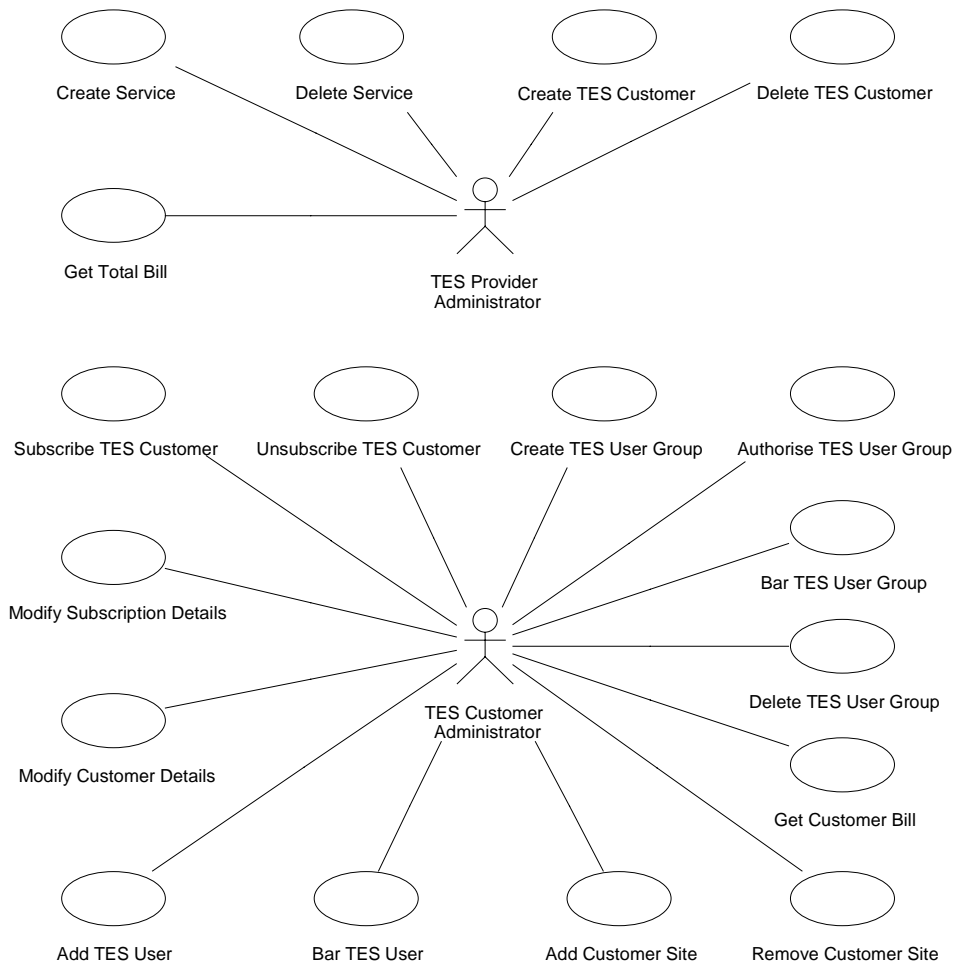 Create Service
Delete Service
Create TES Customer
Delete TES Customer
Get Total Bill
TES Provider
Administrator
Subscribe TES Customer
Unsubscribe TES Customer
Create TES User Group
Authorise TES User Group
Bar TES User Group
Modify Subscription Details
Delete TES User Group
TES Customer
Administrator
Modify Customer Details
Get Customer Bill
Add TES User
Bar TES User
Add Customer Site
Remove Customer Site